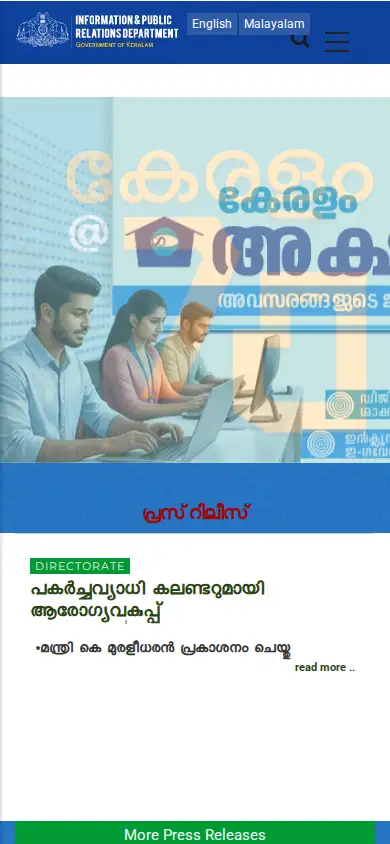 INFORMATION & PUBLIC
RELATIONS DEPARTMENT
GOVERNMENT OF KERALAM
English
Malayalam
കേരളം
കേരളം
@
അവസരങ്ങളുടെ
പ്രസ് റിലീസ്
DIRECTORATE
പകർച്ചവ്യാധി കലണ്ടറുമായി
ആരോഗ്യവകുപ്പ്
*മന്ത്രി കെ മുരളീധരൻ പ്രകാശനം ചെയ്തു
read more ..
More Press Releases